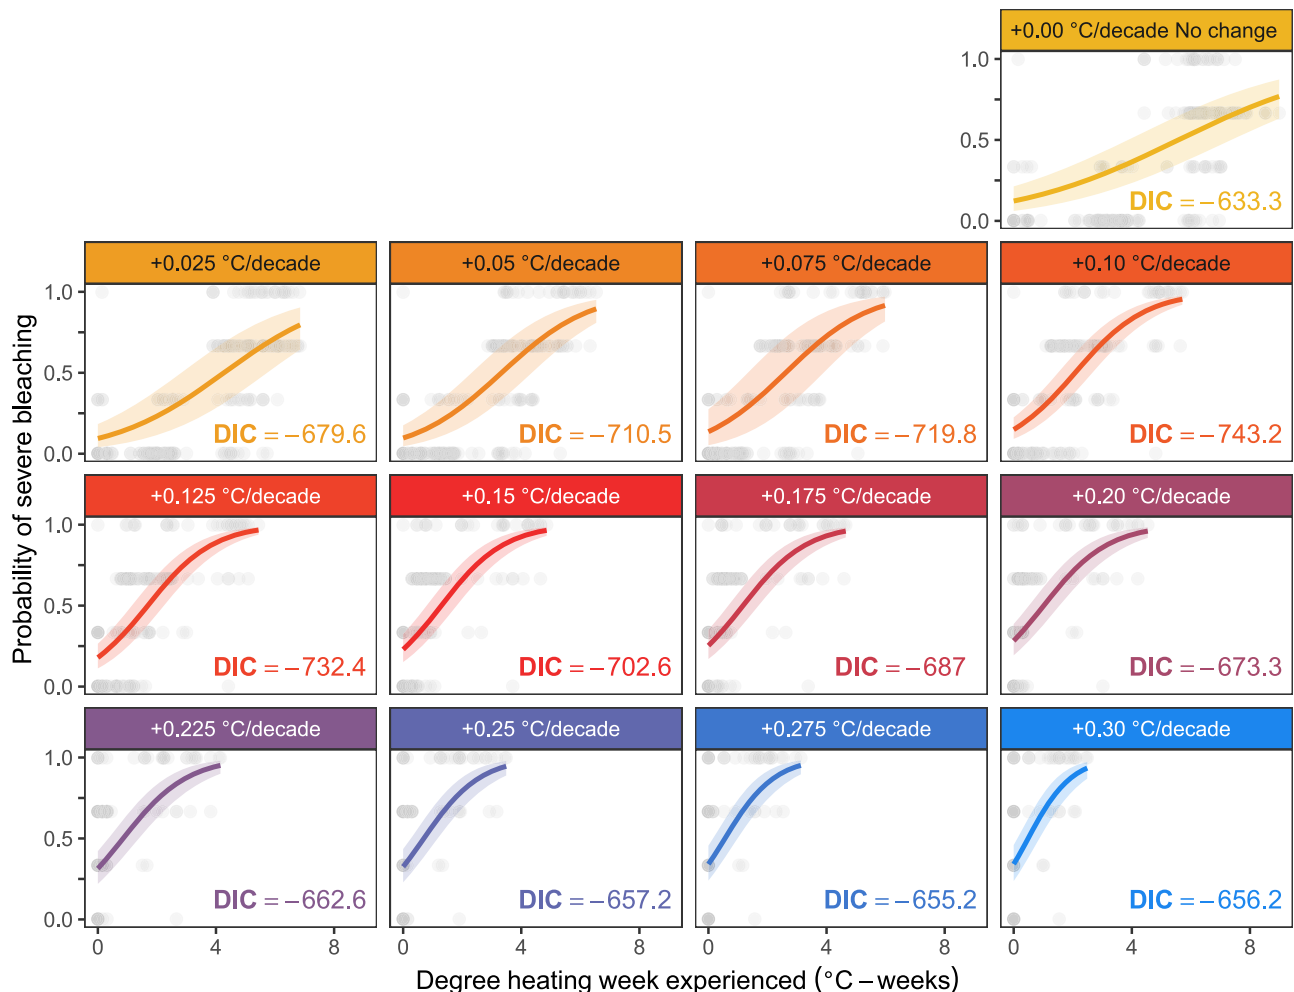 +0.00 °C/decade No change
1.0
0.5
0.0
DIC = −633.3
+0.025 °C/decade
+0.05 °C/decade
+0.075 °C/decade
+0.10 °C/decade
1.0
0.5
0.0
DIC = −679.6
DIC = −710.5
DIC = −719.8
DIC = −743.2
+0.125 °C/decade
+0.15 °C/decade
+0.175 °C/decade
+0.20 °C/decade
1.0
0.5
0.0
DIC = −732.4
DIC = −702.6
DIC = −687
DIC = −673.3
+0.225 °C/decade
+0.25 °C/decade
+0.275 °C/decade
+0.30 °C/decade
1.0
0.5
0.0
DIC = −662.6
DIC = −657.2
DIC = −655.2
DIC = −656.2
0 4 8
0 4 8
0 4 8
0 4 8
Probability of severe bleaching
Degree heating week experienced (°C − weeks)